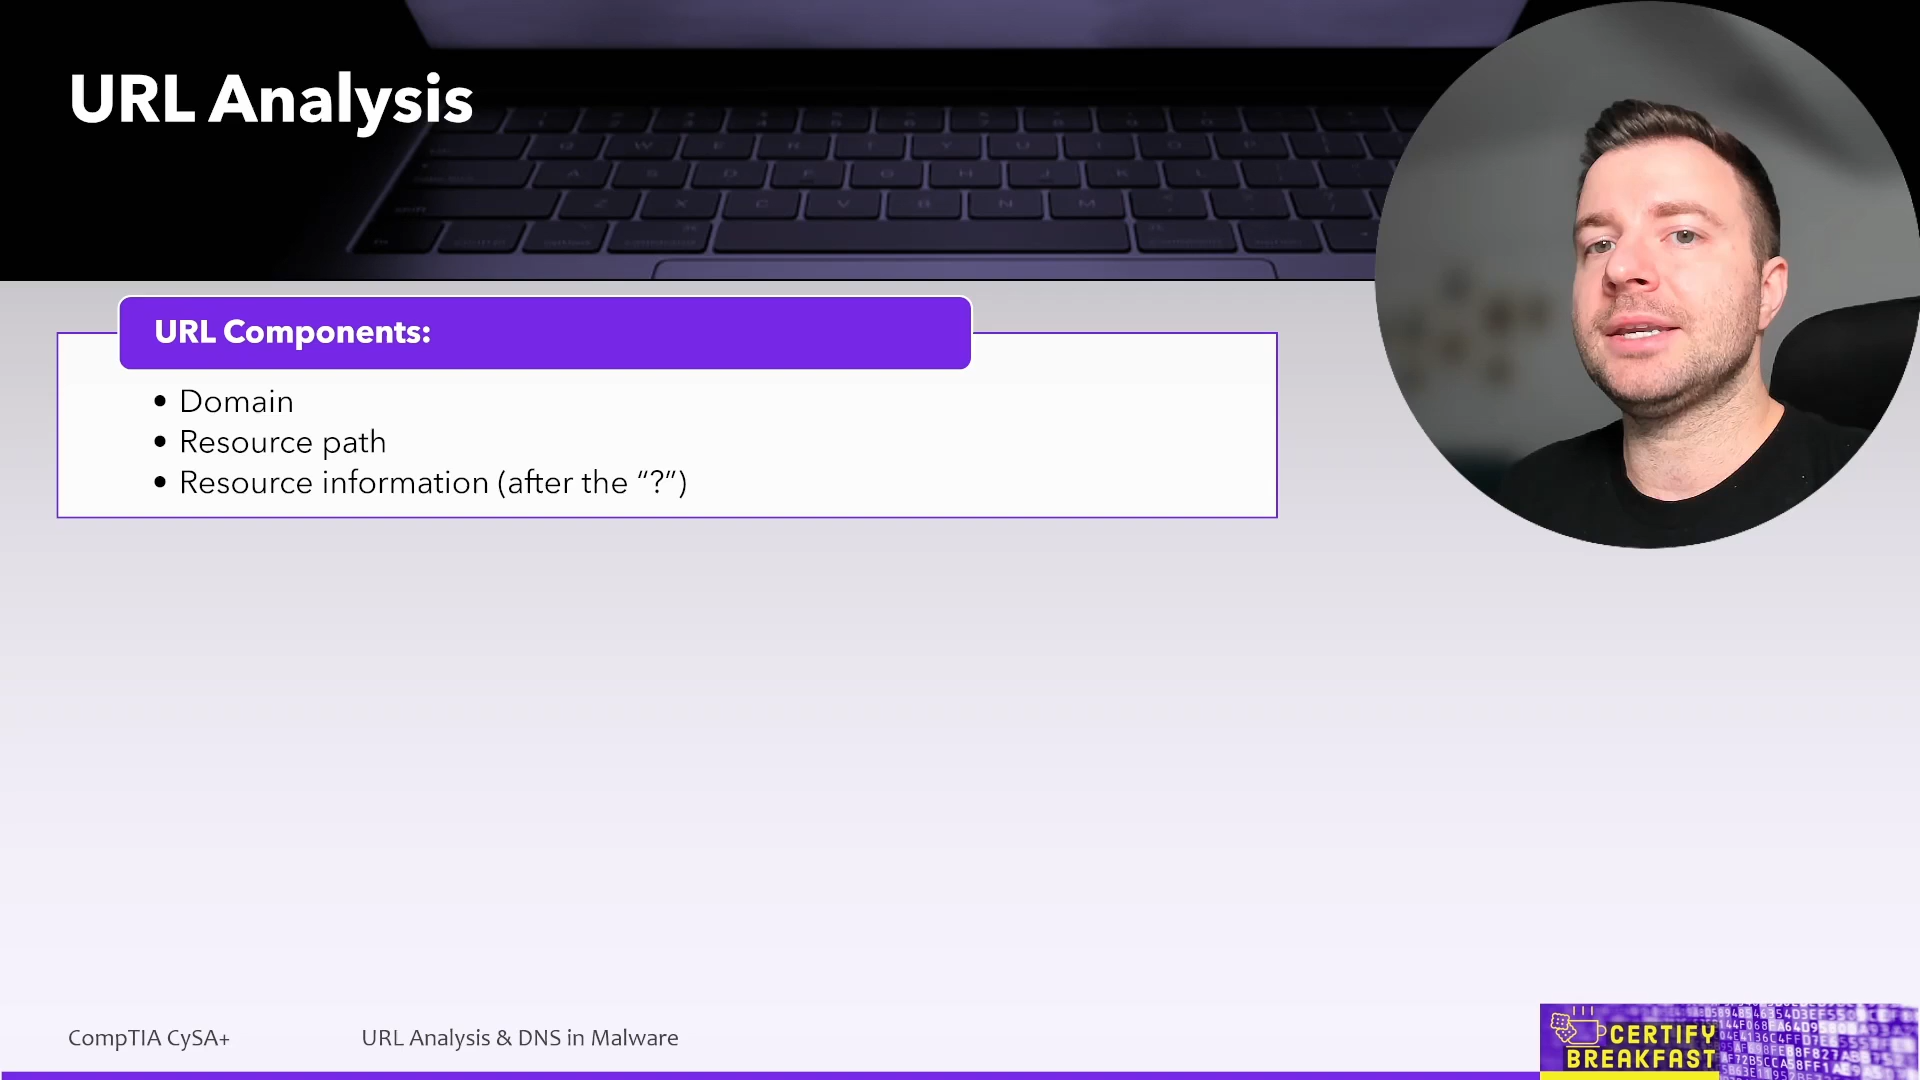 URL Analysis
URL Components:
• Domain
• Resource path
• Resource information (after the “?”)
CompTIA CySA+
URL Analysis & DNS in Malware
CERTIFY
BREAKFAST